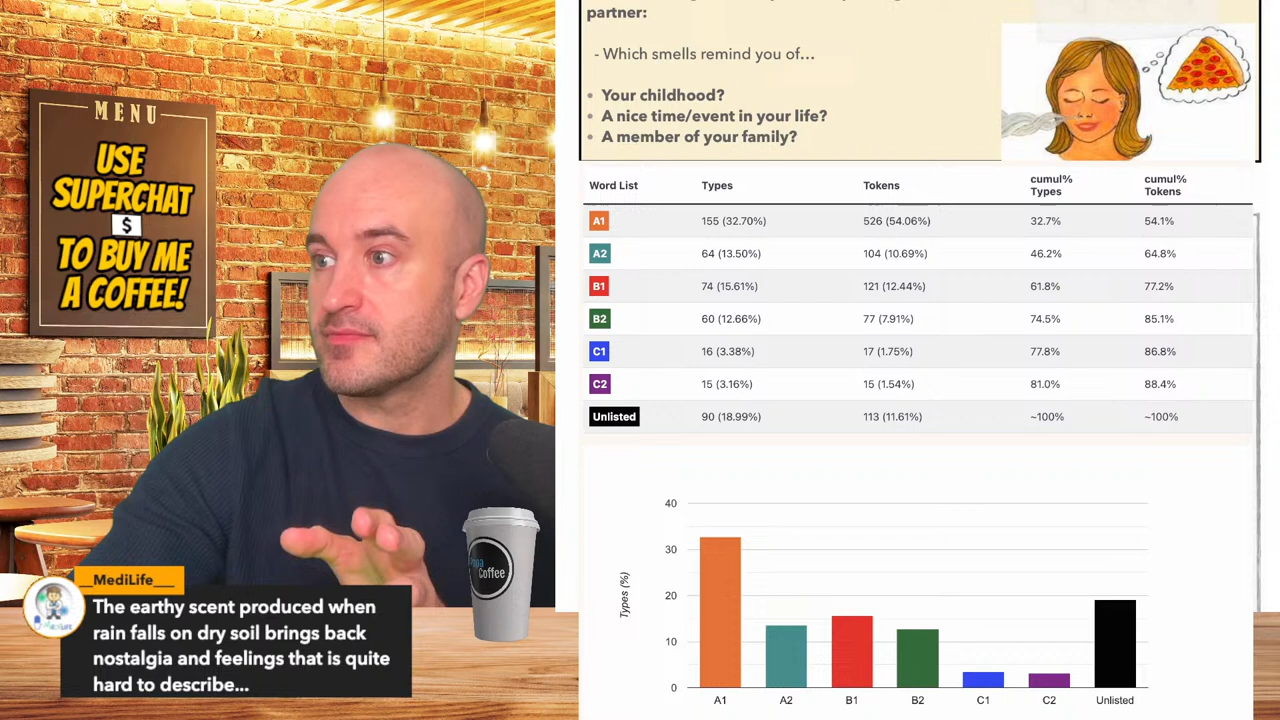 MENU
USE
SUPERCHAT
$
TO BUY ME
A COFFEE!
__MediLife___
The earthy scent produced when
rain falls on dry soil brings back
nostalgia and feelings that is quite
hard to describe...
Coffee
partner:
- Which smells remind you of…
• Your childhood?
• A nice time/event in your life?
• A member of your family?
Word List Types Tokens cumul% Types cumul% Tokens
A1 155 (32.70%) 526 (54.06%) 32.7% 54.1%
A2 64 (13.50%) 104 (10.69%) 46.2% 64.8%
B1 74 (15.61%) 121 (12.44%) 61.8% 77.2%
B2 60 (12.66%) 77 (7.91%) 74.5% 85.1%
C1 16 (3.38%) 17 (1.75%) 77.8% 86.8%
C2 15 (3.16%) 15 (1.54%) 81.0% 88.4%
Unlisted 90 (18.99%) 113 (11.61%) ~100% ~100%
Types (%)
40
30
20
10
0
A1 A2 B1 B2 C1 C2 Unlisted